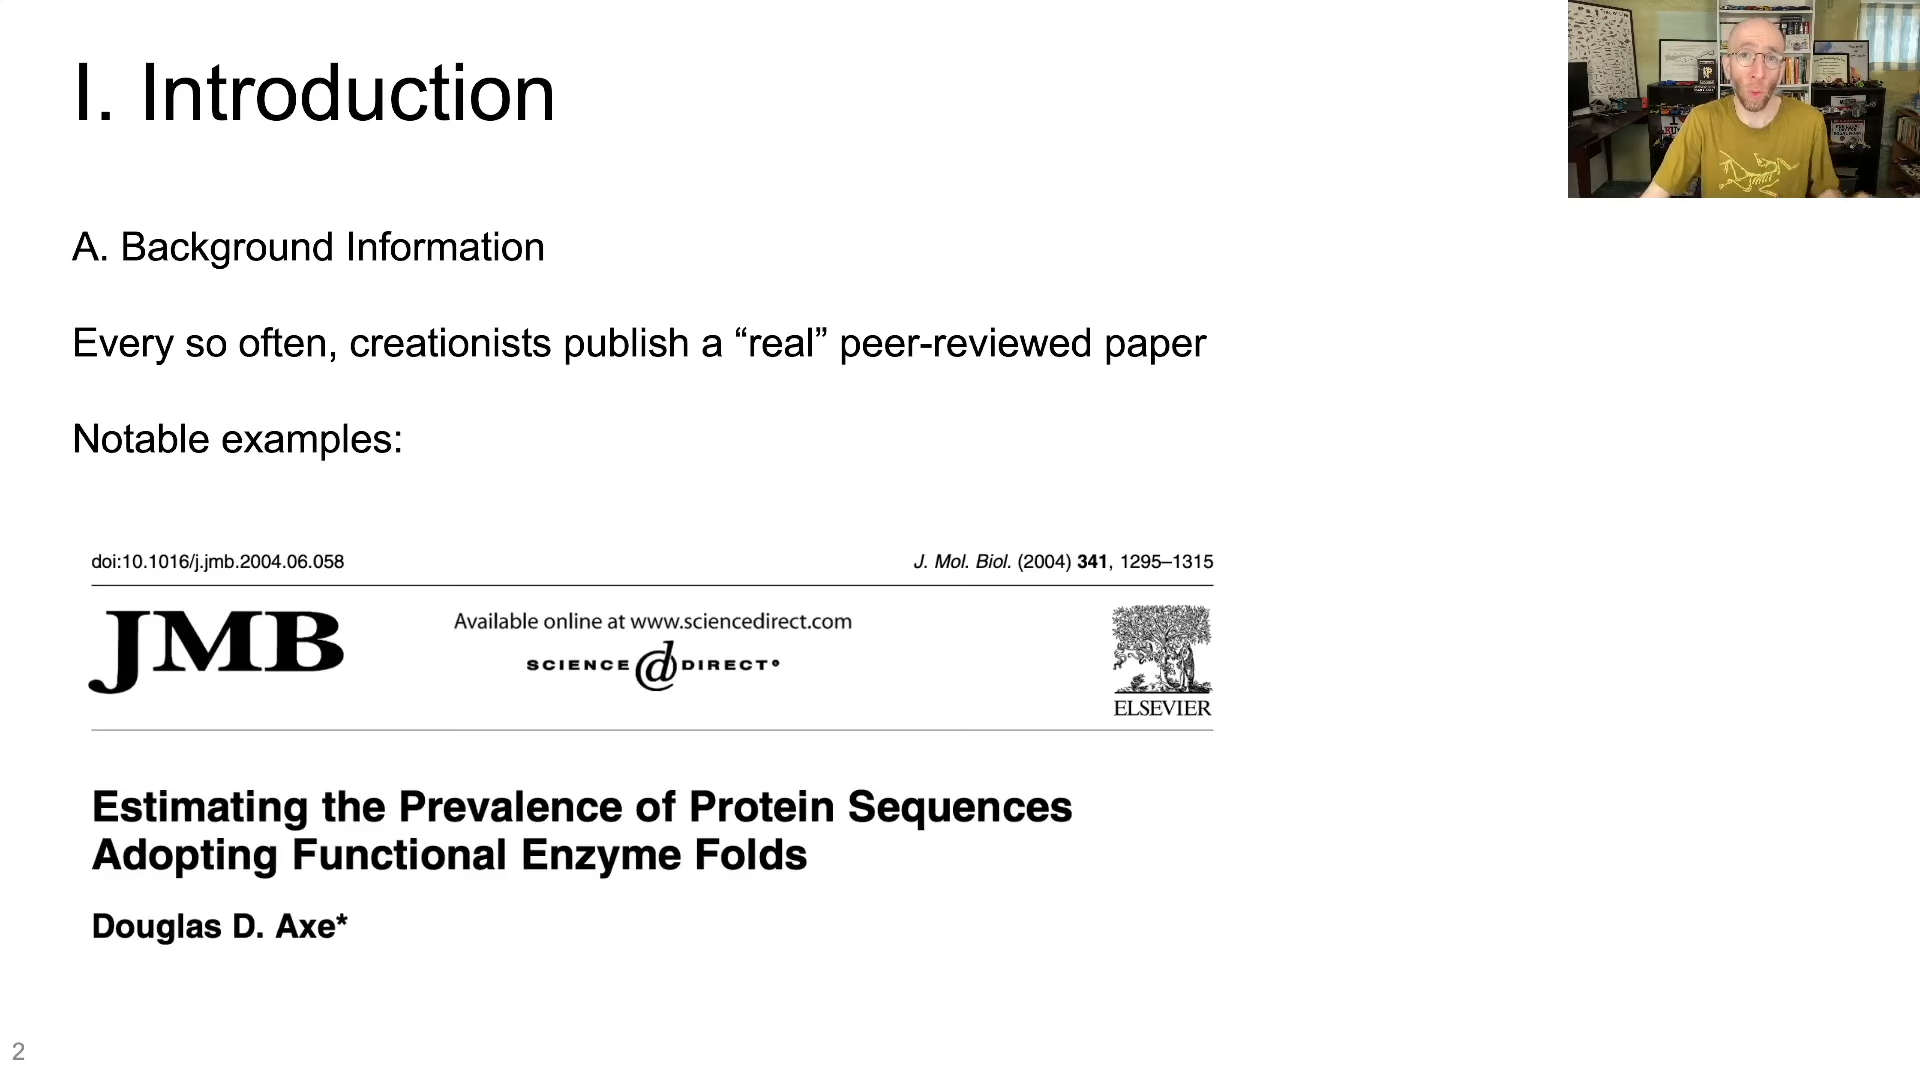 I. Introduction
A. Background Information
Every so often, creationists publish a “real” peer-reviewed paper
Notable examples:
doi:10.1016/j.jmb.2004.06.058
J. Mol. Biol. (2004) 341, 1295–1315
JMB
Available online at www.sciencedirect.com
SCIENCE @ DIRECT®
ELSEVIER
Estimating the Prevalence of Protein Sequences
Adopting Functional Enzyme Folds
Douglas D. Axe*
2